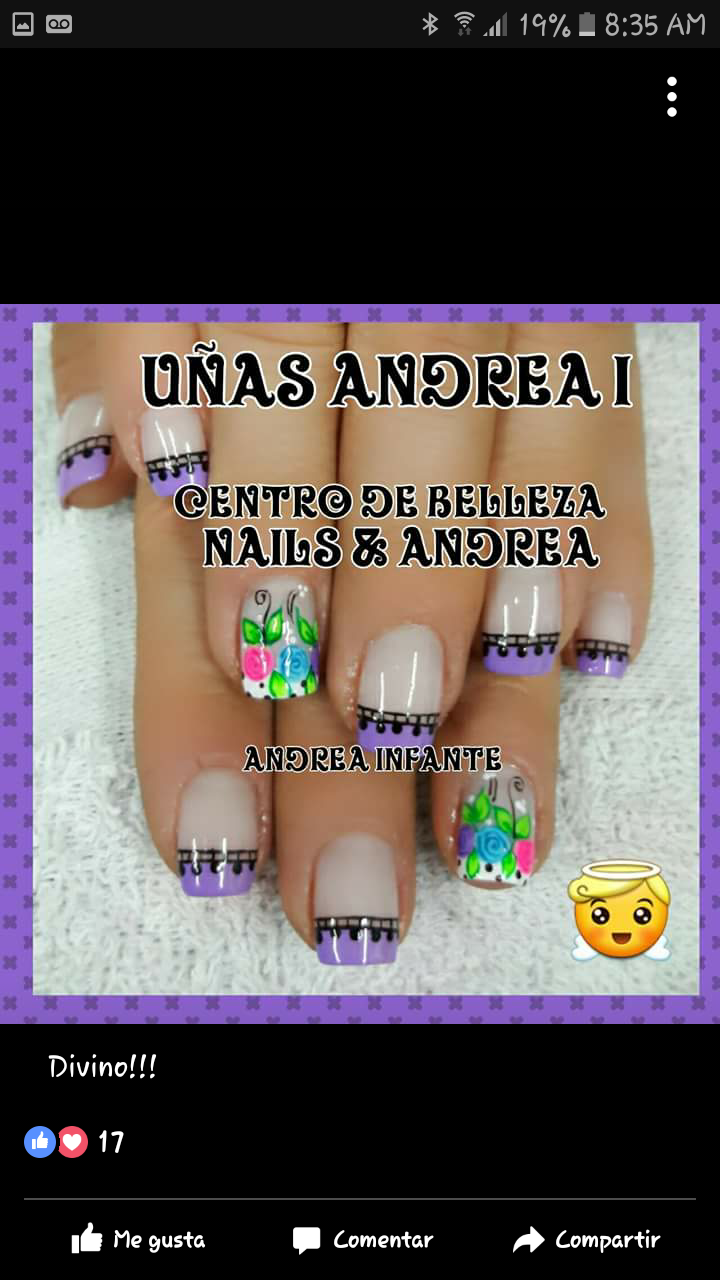 19% 8:35 AM
UÑAS ANDREA I
CENTRO DE BELLEZA
NAILS & ANDREA
ANDREA INFANTE
Divino!!!
17
Me gusta Comentar Compartir